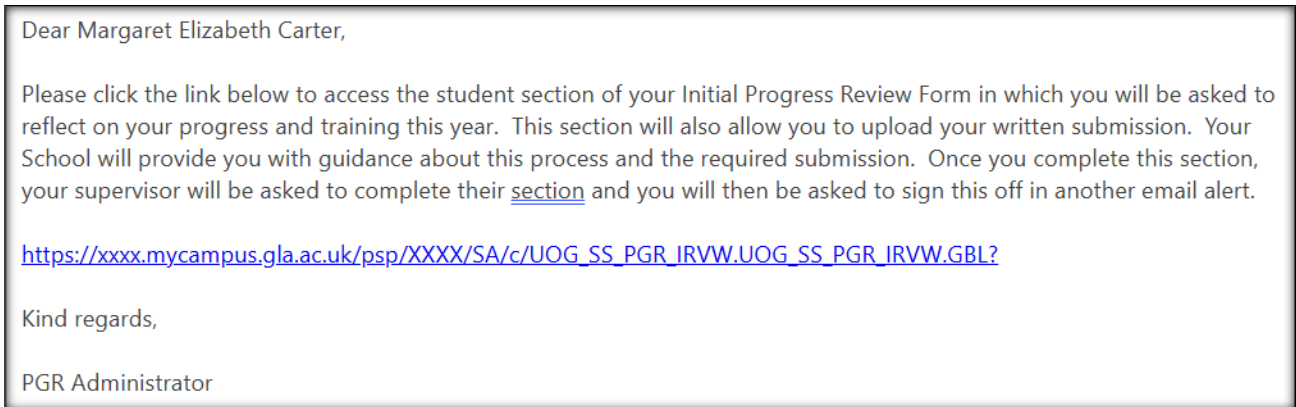 Dear Margaret Elizabeth Carter,
Please click the link below to access the student section of your Initial Progress Review Form in which you will be asked to
reflect on your progress and training this year.  This section will also allow you to upload your written submission.  Your
School will provide you with guidance about this process and the required submission.  Once you complete this section,
your supervisor will be asked to complete their section and you will then be asked to sign this off in another email alert.
https://xxxx.mycampus.gla.ac.uk/psp/XXXX/SA/c/UOG_SS_PGR_IRVW.UOG_SS_PGR_IRVW.GBL?
Kind regards,
PGR Administrator